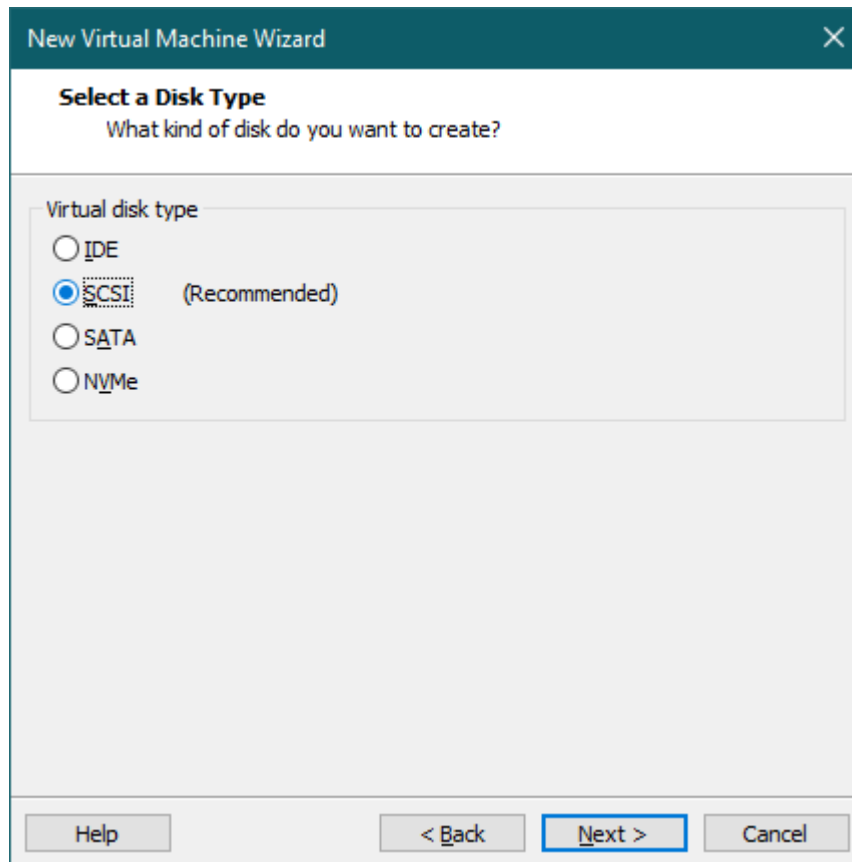 New Virtual Machine Wizard
Select a Disk Type
What kind of disk do you want to create?
Virtual disk type
IDE
SCSI (Recommended)
SATA
NVMe
Help < Back Next > Cancel